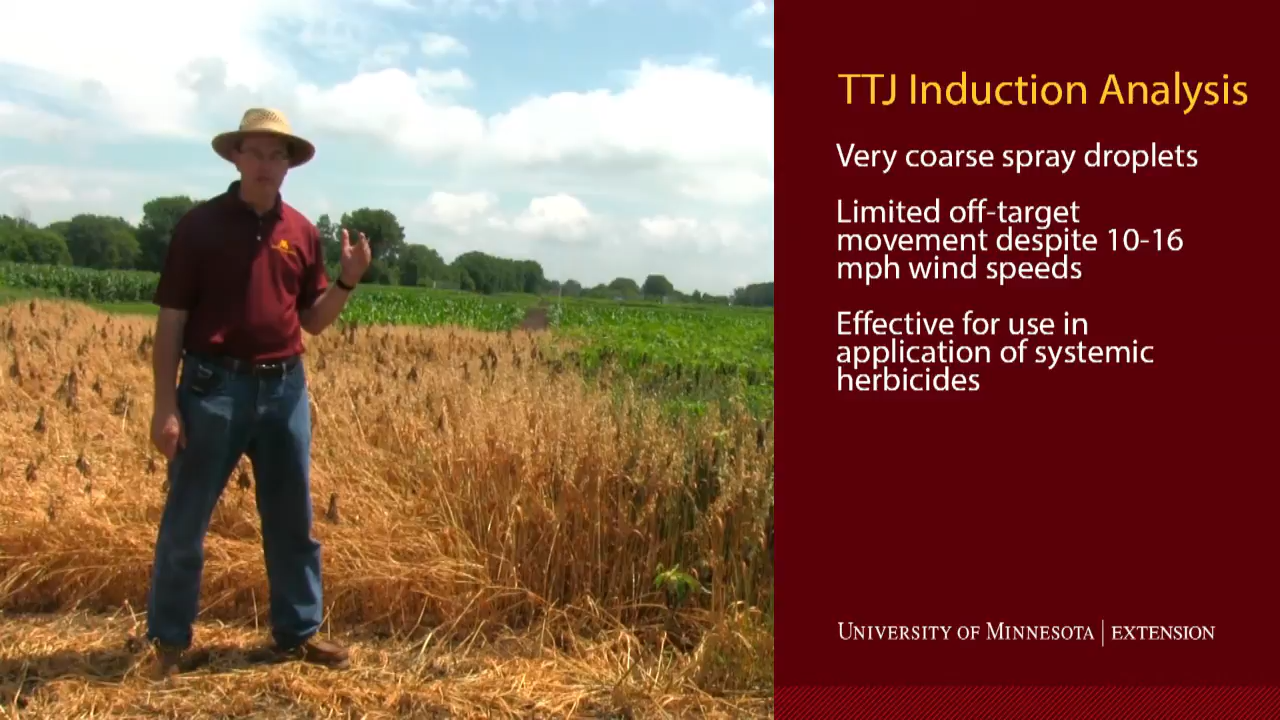 TTJ Induction Analysis
Very coarse spray droplets
Limited off-target
movement despite 10-16
mph wind speeds
Effective for use in
application of systemic
herbicides
UNIVERSITY OF MINNESOTA | EXTENSION